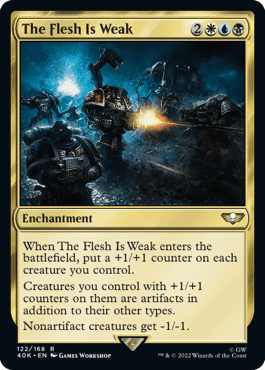 The Flesh Is Weak 2
Enchantment
When The Flesh Is Weak enters the
battlefield, put a +1/+1 counter on each
creature you control.
Creatures you control with +1/+1
counters on them are artifacts in
addition to their other types.
Nonartifact creatures get -1/-1.
122/168 R
40K • EN Games Workshop
© GW
™ & © 2022 Wizards of the Coast